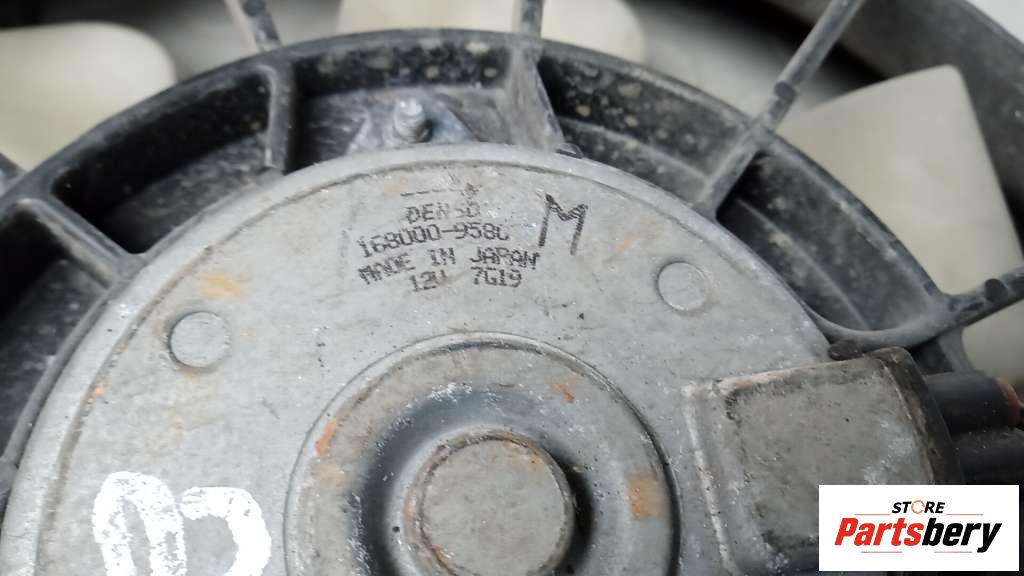 DENSO
168000-9580
M
MADE IN JAPAN
12V 7G19
STORE
Partsbery